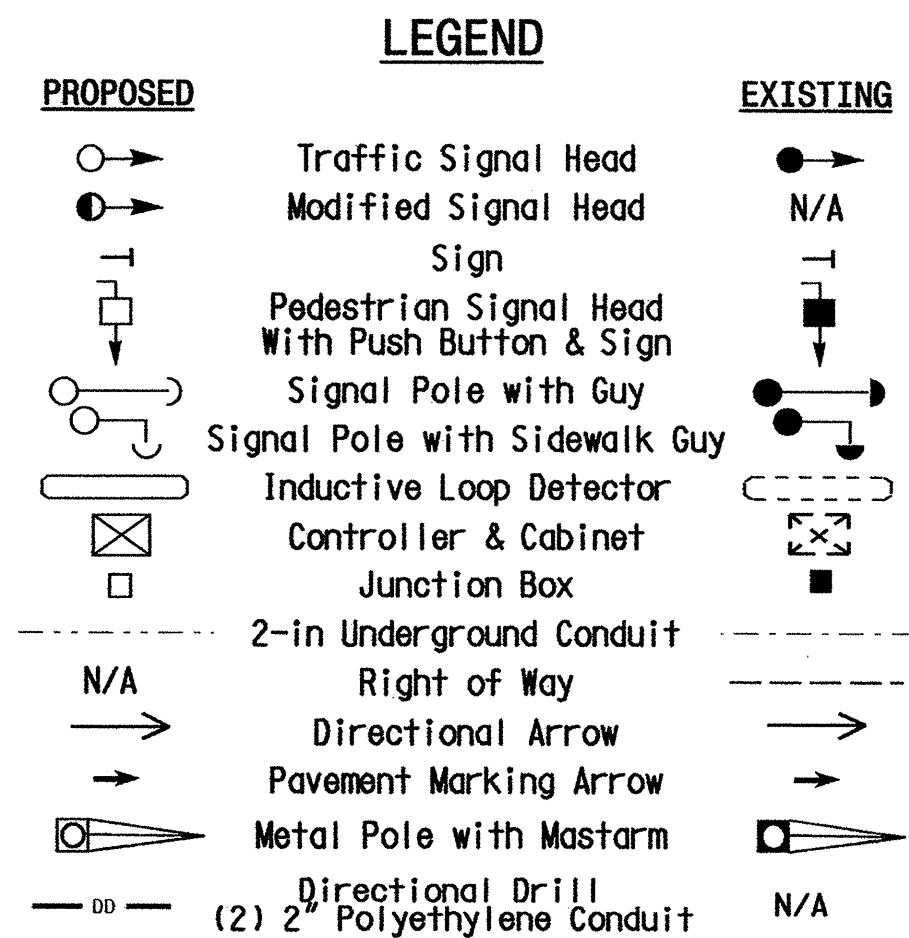 LEGEND
PROPOSED
EXISTING
Traffic Signal Head
Modified Signal Head N/A
Sign
Pedestrian Signal Head
With Push Button & Sign
Signal Pole with Guy
Signal Pole with Sidewalk Guy
Inductive Loop Detector
Controller & Cabinet
Junction Box
2-in Underground Conduit
N/A Right of Way
Directional Arrow
Pavement Marking Arrow
Metal Pole with Mastarm
Directional Drill
DD (2) 2" Polyethylene Conduit N/A